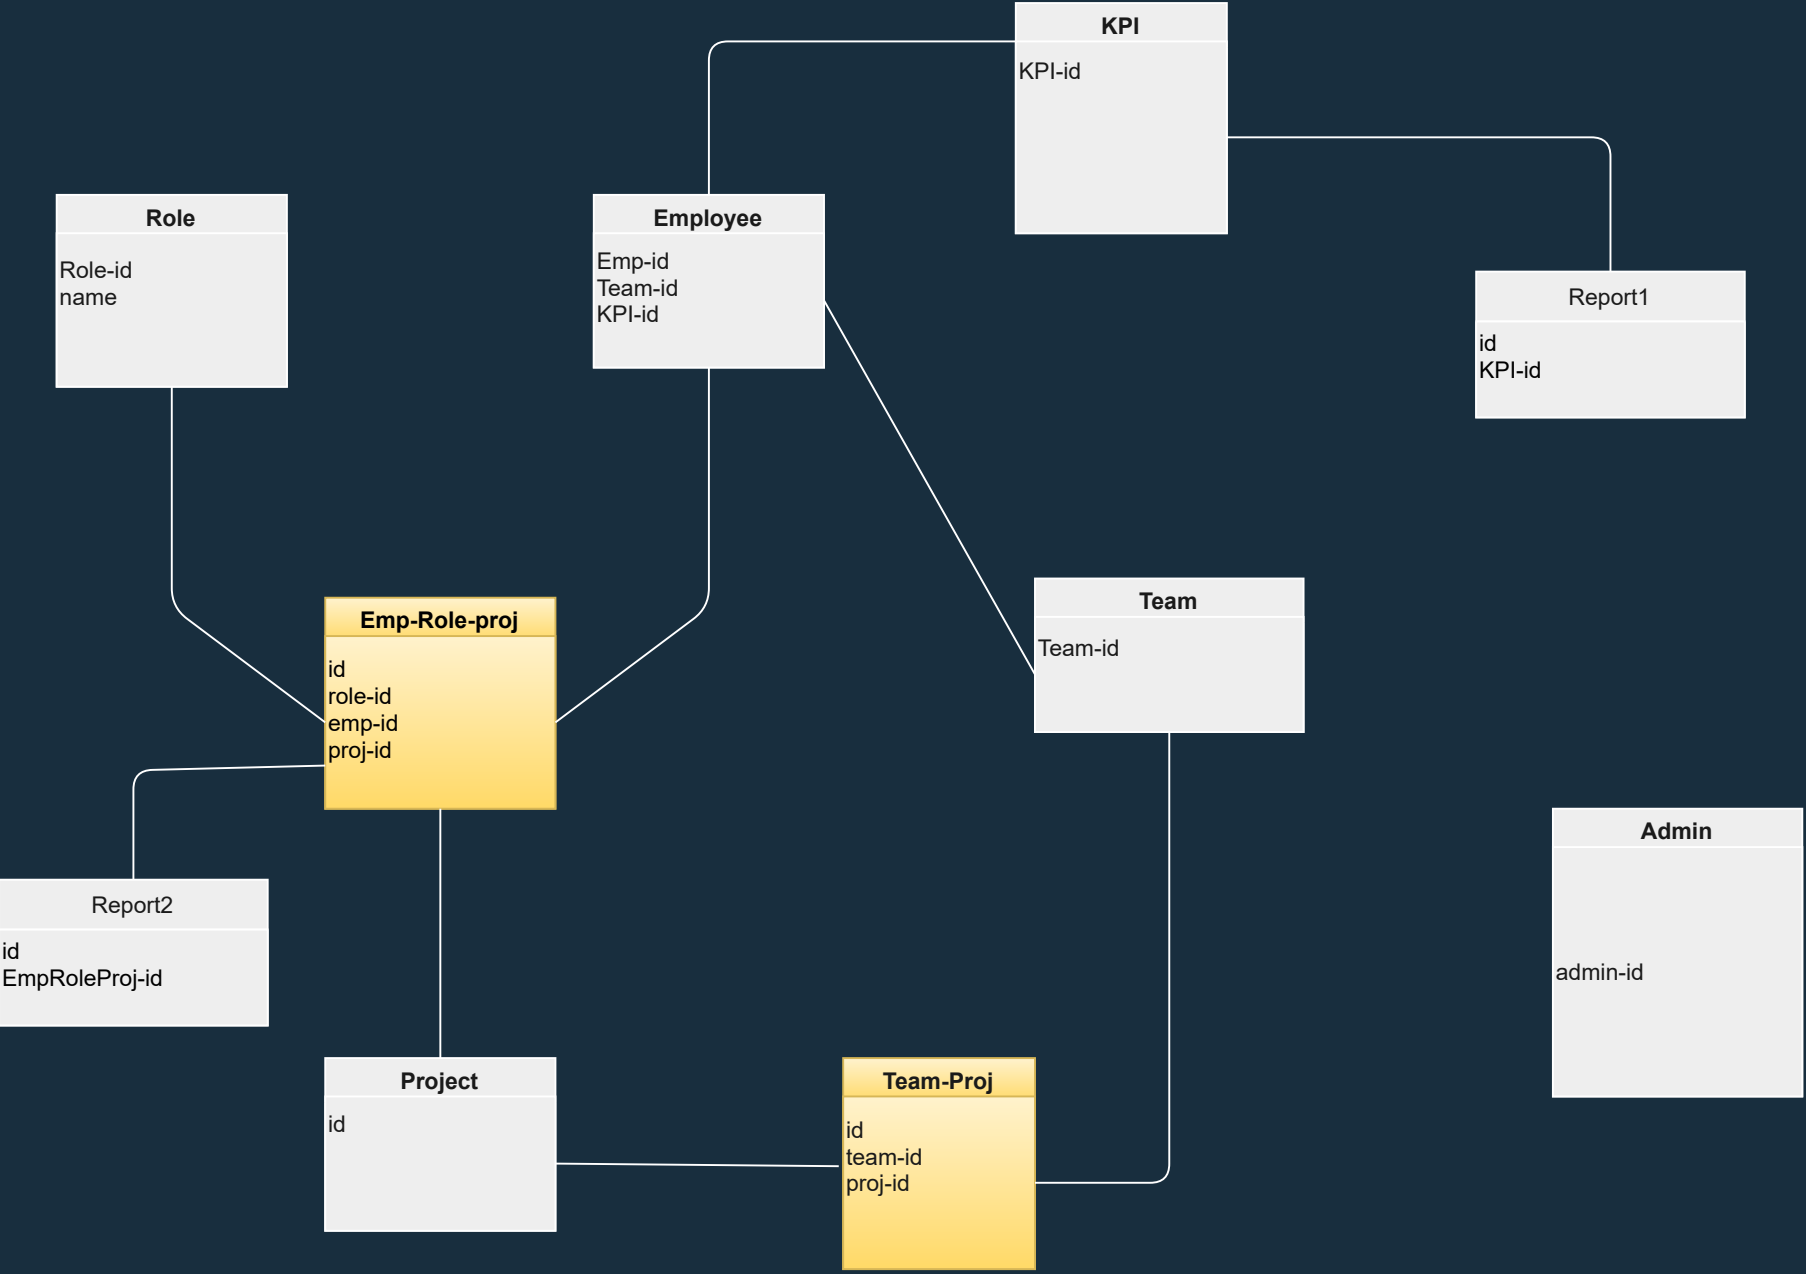 KPI
KPI-id
Role
Role-id
name
Employee
Emp-id
Team-id
KPI-id
Report1
id
KPI-id
Emp-Role-proj
id
role-id
emp-id
proj-id
Team
Team-id
Admin
admin-id
Report2
id
EmpRoleProj-id
Project
id
Team-Proj
id
team-id
proj-id